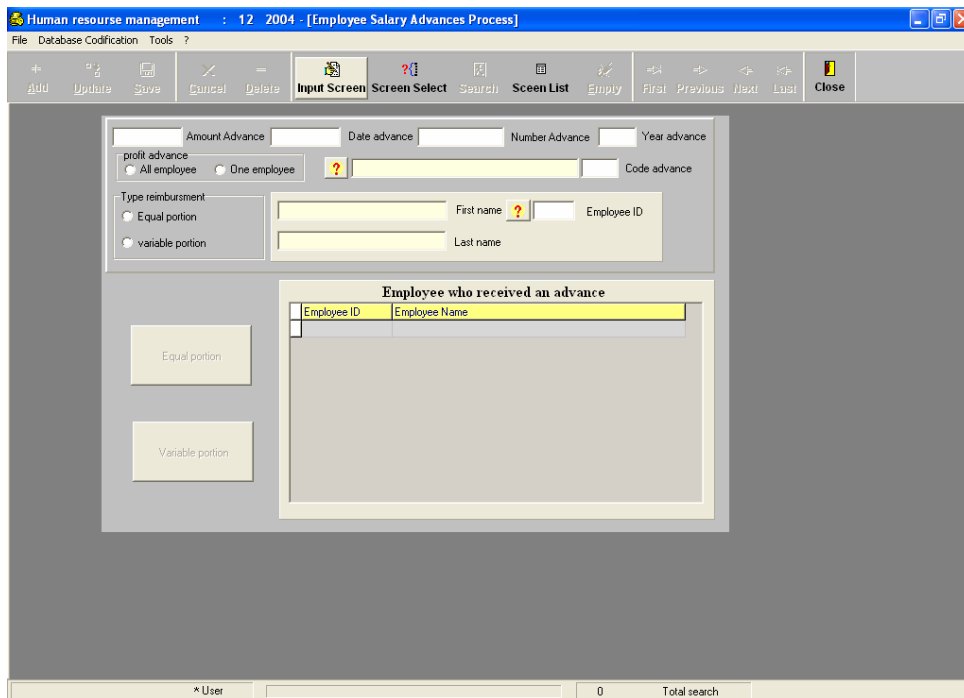 Human resourse management : 12 2004 - [Employee Salary Advances Process]
File Database Codification Tools ?
Add Update Save Cancel Delete Input Screen Screen Select Search Sceen List Empty First Previous Next Last Close
Amount Advance Date advance Number Advance Year advance
profit advance
All employee One employee ? Code advance
Type reimbursment
Equal portion First name ? Employee ID
variable portion Last name
Employee who received an advance
Employee ID Employee Name
Equal portion
Variable portion
* User 0 Total search